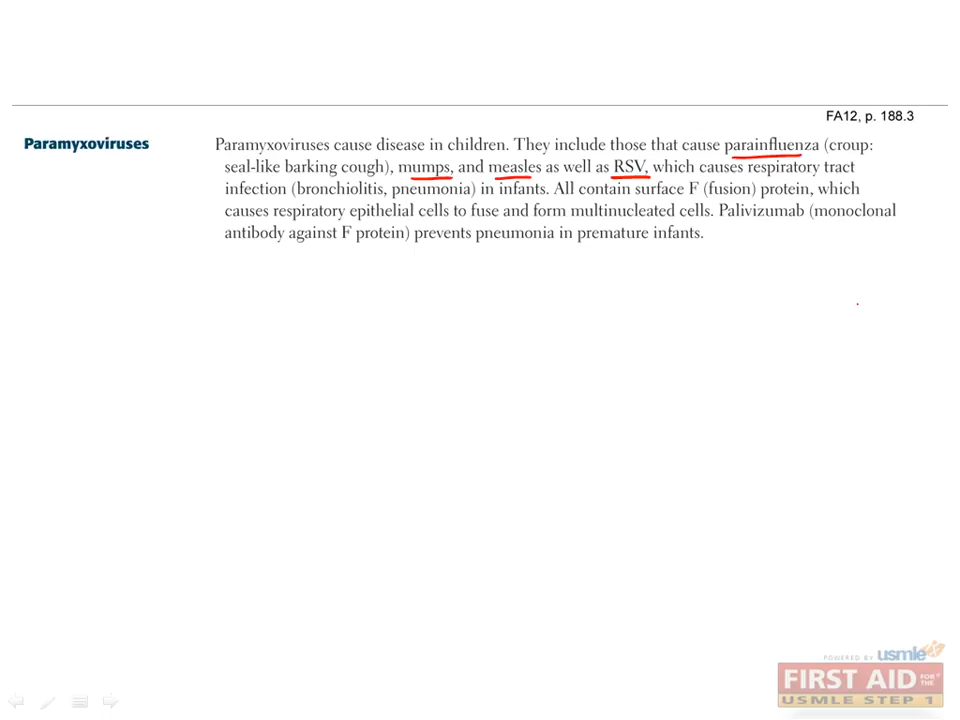 FA12, p. 188.3
Paramyxoviruses
Paramyxoviruses cause disease in children. They include those that cause parainfluenza (croup:
seal-like barking cough), mumps, and measles as well as RSV, which causes respiratory tract
infection (bronchiolitis, pneumonia) in infants. All contain surface F (fusion) protein, which
causes respiratory epithelial cells to fuse and form multinucleated cells. Palivizumab (monoclonal
antibody against F protein) prevents pneumonia in premature infants.
POWERED BY usmle
FIRST AID FOR THE
USMLE STEP 1